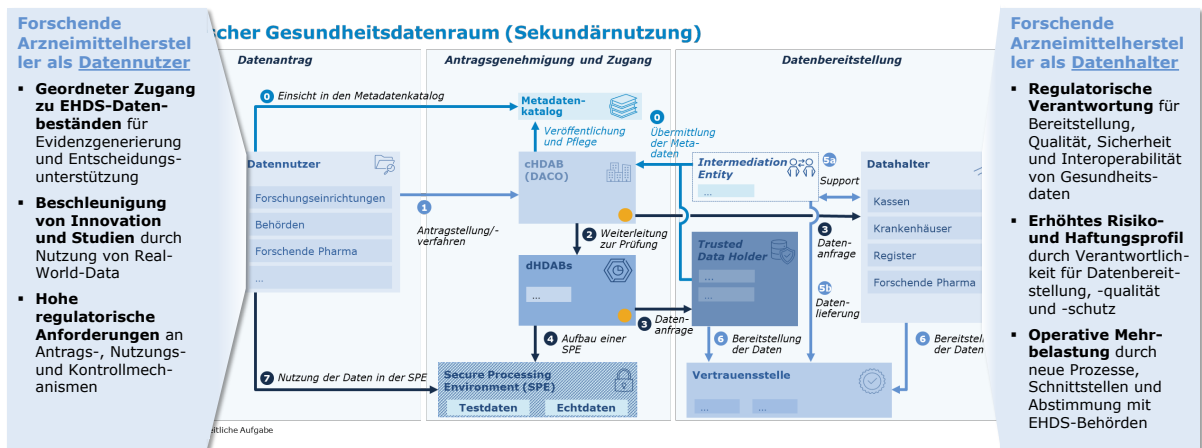 Forschende
Arzneimittelherstel
ler als Datennutzer
▪ Geordneter Zugang
zu EHDS-Daten-
beständen für
Evidenzgenerierung
und Entscheidungs-
unterstützung
▪ Beschleunigung
von Innovation
und Studien durch
Nutzung von Real-
World-Data
▪ Hohe
regulatorische
Anforderungen an
Antrags-, Nutzungs-
und Kontrollmech-
anismen
scher Gesundheitsdatenraum (Sekundärnutzung)
Datenantrag
Antragsgenehmigung und Zugang
Datenbereitstellung
0 Einsicht in den Metadatenkatalog
Metadaten-
katalog
Veröffentlichung
und Pflege
0
Übermittlung
der Meta-
daten
Datennutzer
Forschungseinrichtungen
Behörden
Forschende Pharma
...
1
Antragstellung/-
verfahren
cHDAB
(DACO)
2 Weiterleitung
zur Prüfung
dHDABs
...
3 Daten-
anfrage
4 Aufbau einer
SPE
7 Nutzung der Daten in der SPE
Secure Processing
Environment (SPE)
Testdaten
Echtdaten
Intermediation
Entity
...
5a
Support
Datahalter
Kassen
Krankenhäuser
Register
Forschende Pharma
3
Daten-
anfrage
Trusted
Data Holder
...
...
5b
Daten-
lieferung
6 Bereitstellung
der Daten
6 Bereitstell
der Daten
Vertrauensstelle
...
...
eitliche Aufgabe
Forschende
Arzneimittelherstel
ler als Datenhalter
▪ Regulatorische
Verantwortung für
Bereitstellung,
Qualität, Sicherheit
und Interoperabilität
von Gesundheits-
daten
▪ Erhöhtes Risiko-
und Haftungsprofil
durch Verantwortlich-
keit für Datenbereit-
stellung, -qualität
und -schutz
▪ Operative Mehr-
belastung durch
neue Prozesse,
Schnittstellen und
Abstimmung mit
EHDS-Behörden